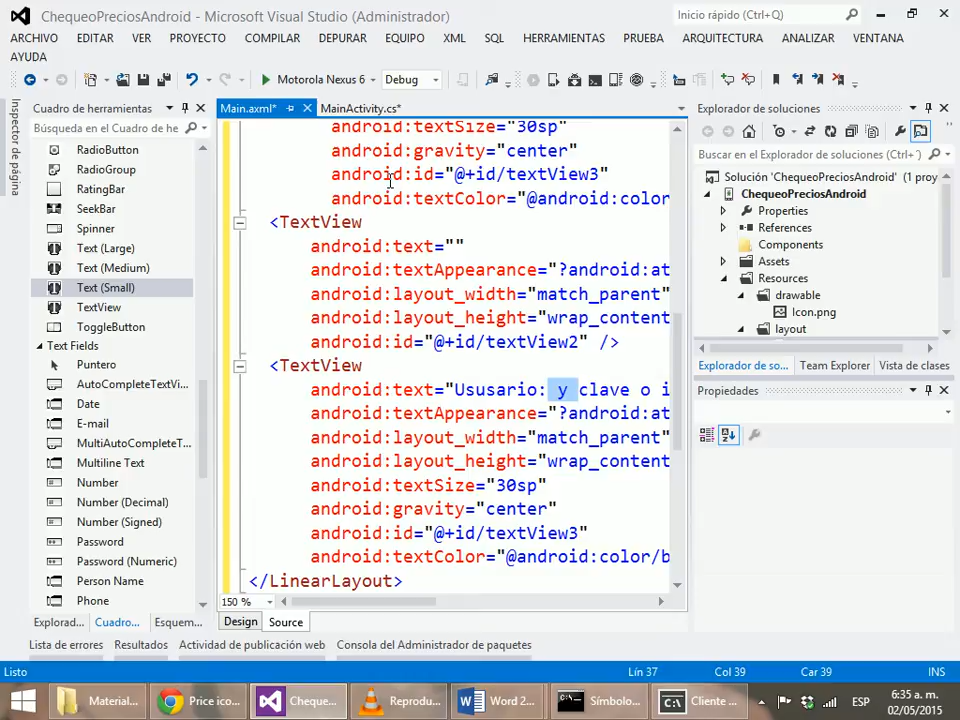 ChequeoPreciosAndroid - Microsoft Visual Studio (Administrador)
Inicio rápido (Ctrl+Q)
ARCHIVO EDITAR VER PROYECTO COMPILAR DEPURAR EQUIPO XML SQL HERRAMIENTAS PRUEBA ARQUITECTURA ANALIZAR VENTANA
AYUDA
Motorola Nexus 6 Debug
Inspector de página
Cuadro de herramientas
Búsqueda en el Cuadro de he
RadioButton
RadioGroup
RatingBar
SeekBar
Spinner
Text (Large)
Text (Medium)
Text (Small)
TextView
ToggleButton
Text Fields
Puntero
AutoCompleteTextVi...
Date
E-mail
MultiAutoCompleteT...
Multiline Text
Number
Number (Decimal)
Number (Signed)
Password
Password (Numeric)
Person Name
Phone
Explorad... Cuadro... Esquem...
Main.axml* MainActivity.cs*
android:textSize="30sp"
android:gravity="center"
android:id="@+id/textView3"
android:textColor="@android:color
<TextView
android:text=""
android:textAppearance="?android:at
android:layout_width="match_parent"
android:layout_height="wrap_content
android:id="@+id/textView2" />
<TextView
android:text="Ususario: y clave o i
android:textAppearance="?android:at
android:layout_width="match_parent"
android:layout_height="wrap_content
android:textSize="30sp"
android:gravity="center"
android:id="@+id/textView3"
android:textColor="@android:color/b
</LinearLayout>
150 %
Design Source
Explorador de soluciones
Buscar en el Explorador de soluciones (Ctrl+´)
Solución 'ChequeoPreciosAndroid' (1 proy
ChequeoPreciosAndroid
Properties
References
Components
Assets
Resources
drawable
Icon.png
layout
Explorador de so... Team Explorer Vista de clases
Propiedades
Lista de errores Resultados Actividad de publicación web Consola del Administrador de paquetes
Listo Lín 37 Col 39 Car 39 INS
Material... Price ico... Cheque... Reprodu... Word 2... Símbolo... Cliente ...
ESP
6:35 a. m.
02/05/2015